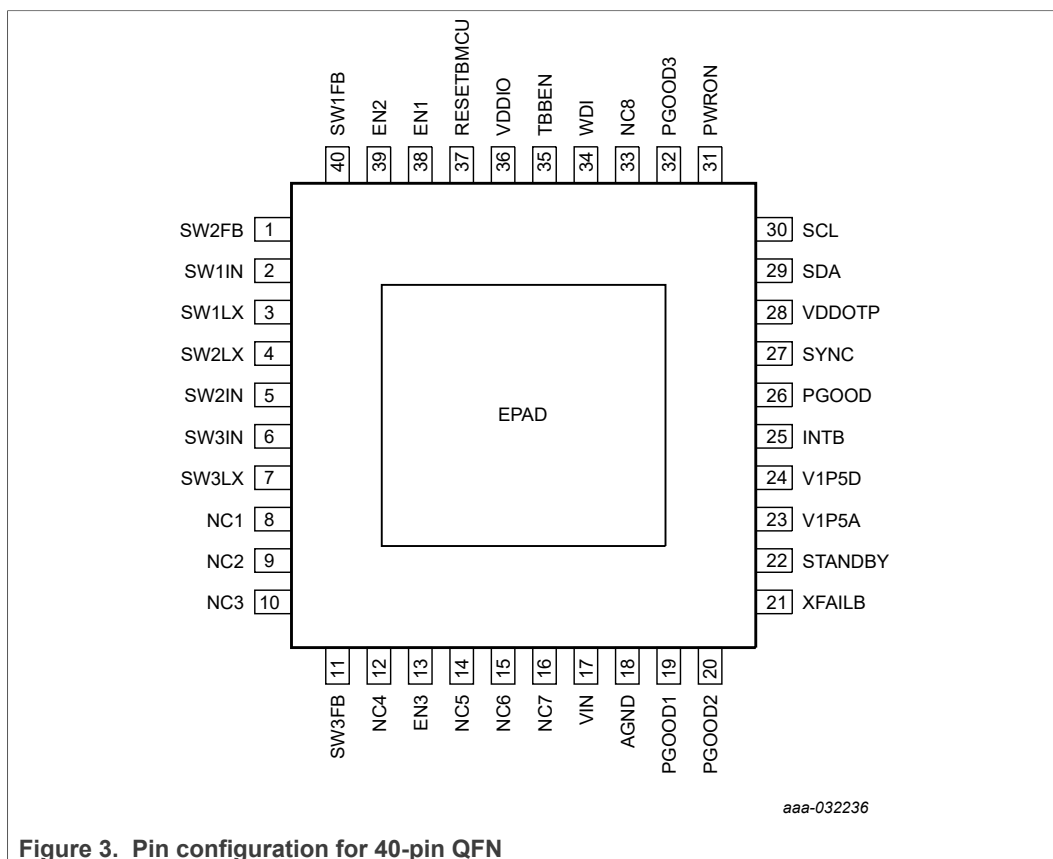 SW1FB
EN2
EN1
RESETBMCU
VDDIO
TBBEN
WDI
NC8
PGOOD3
PWRON
40
39
38
37
36
35
34
33
32
31
SW2FB 1
SW1IN 2
SW1LX 3
SW2LX 4
SW2IN 5
SW3IN 6
SW3LX 7
NC1 8
NC2 9
NC3 10
EPAD
30 SCL
29 SDA
28 VDDOTP
27 SYNC
26 PGOOD
25 INTB
24 V1P5D
23 V1P5A
22 STANDBY
21 XFAILB
11
12
13
14
15
16
17
18
19
20
SW3FB
NC4
EN3
NC5
NC6
NC7
VIN
AGND
PGOOD1
PGOOD2
aaa-032236
Figure 3. Pin configuration for 40-pin QFN